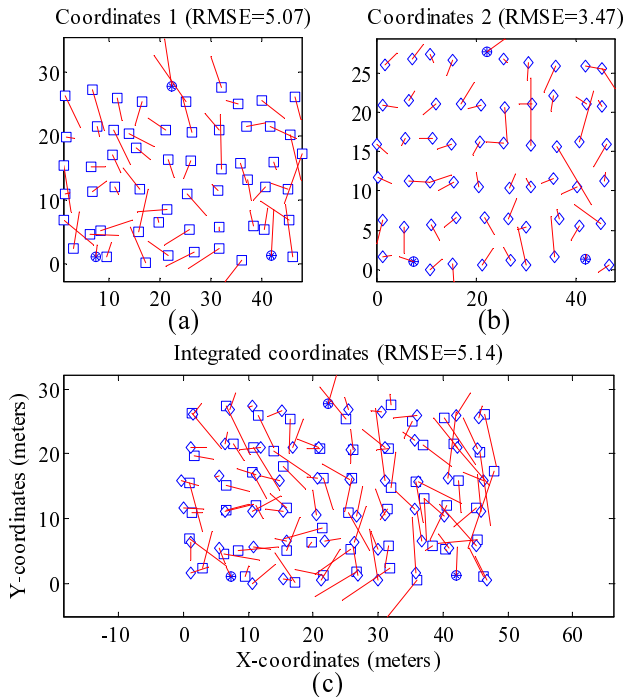 Coordinates 1 (RMSE=5.07)
30
20
10
0
10 20 30 40
(a)
Coordinates 2 (RMSE=3.47)
25
20
15
10
5
0
0 20 40
(b)
Integrated coordinates (RMSE=5.14)
Y-coordinates (meters)
30
20
10
0
-10 0 10 20 30 40 50 60
X-coordinates (meters)
(c)